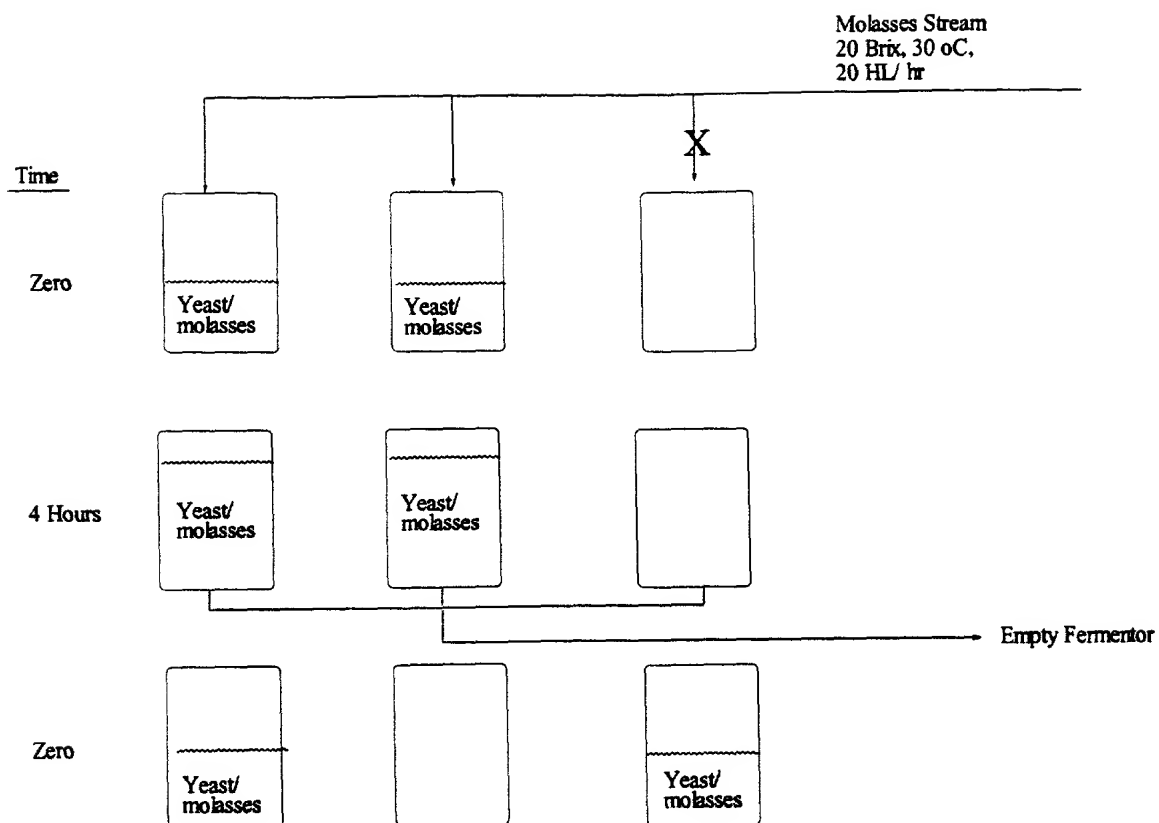 Molasses Stream
20 Brix, 30 oC,
20 HL/ hr
X
Time
Zero
Yeast/
molasses
Yeast/
molasses
4 Hours
Yeast/
molasses
Yeast/
molasses
Empty Fermentor
Zero
Yeast/
molasses
Yeast/
molasses